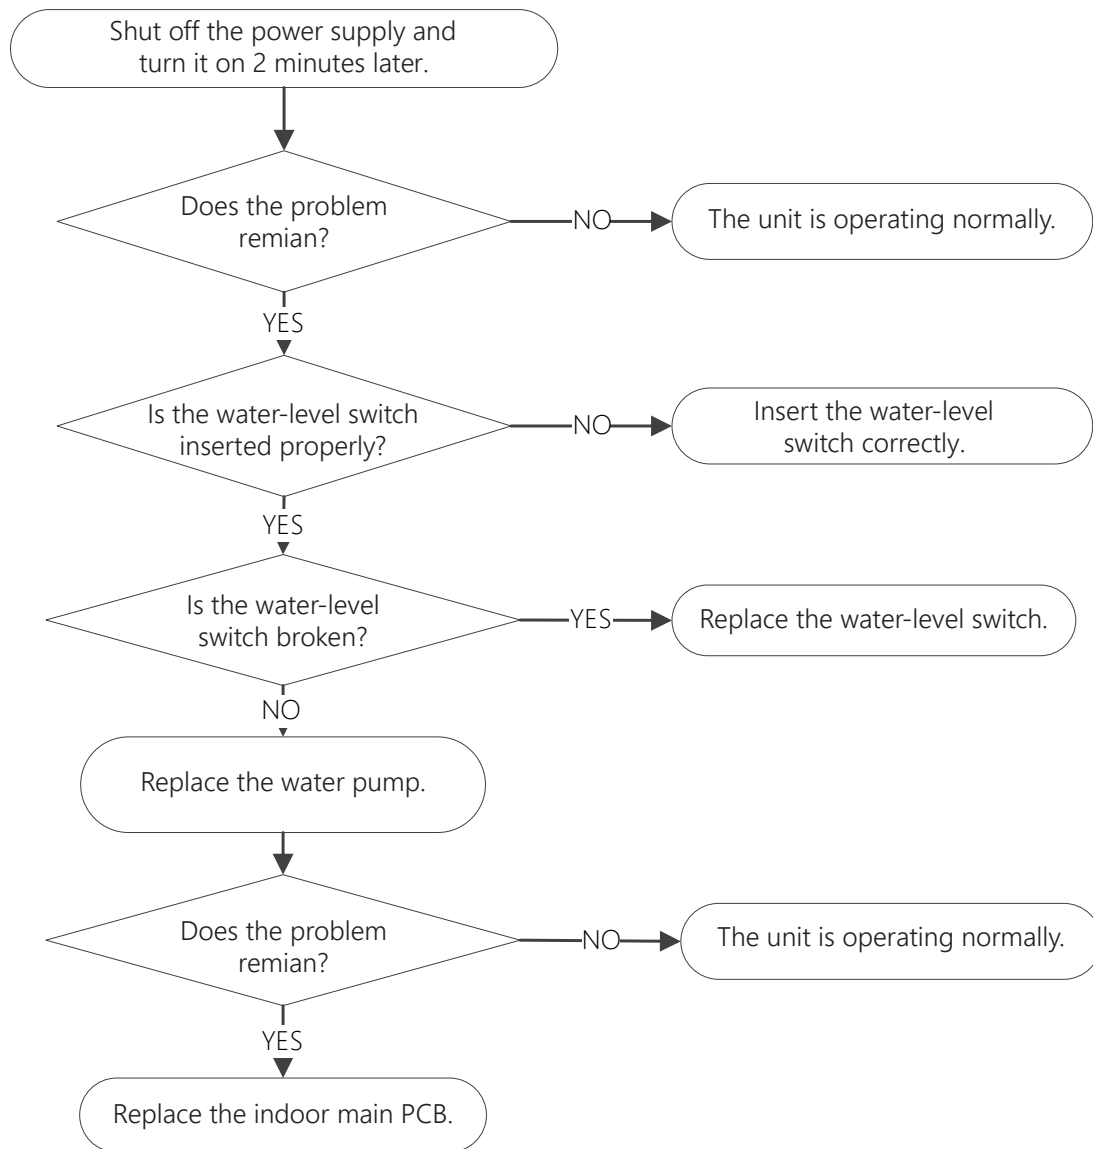 Shut off the power supply and
turn it on 2 minutes later.
Does the problem
remian?
NO
The unit is operating normally.
YES
Is the water-level switch
inserted properly?
NO
Insert the water-level
switch correctly.
YES
Is the water-level
switch broken?
YES
Replace the water-level switch.
NO
Replace the water pump.
Does the problem
remian?
NO
The unit is operating normally.
YES
Replace the indoor main PCB.